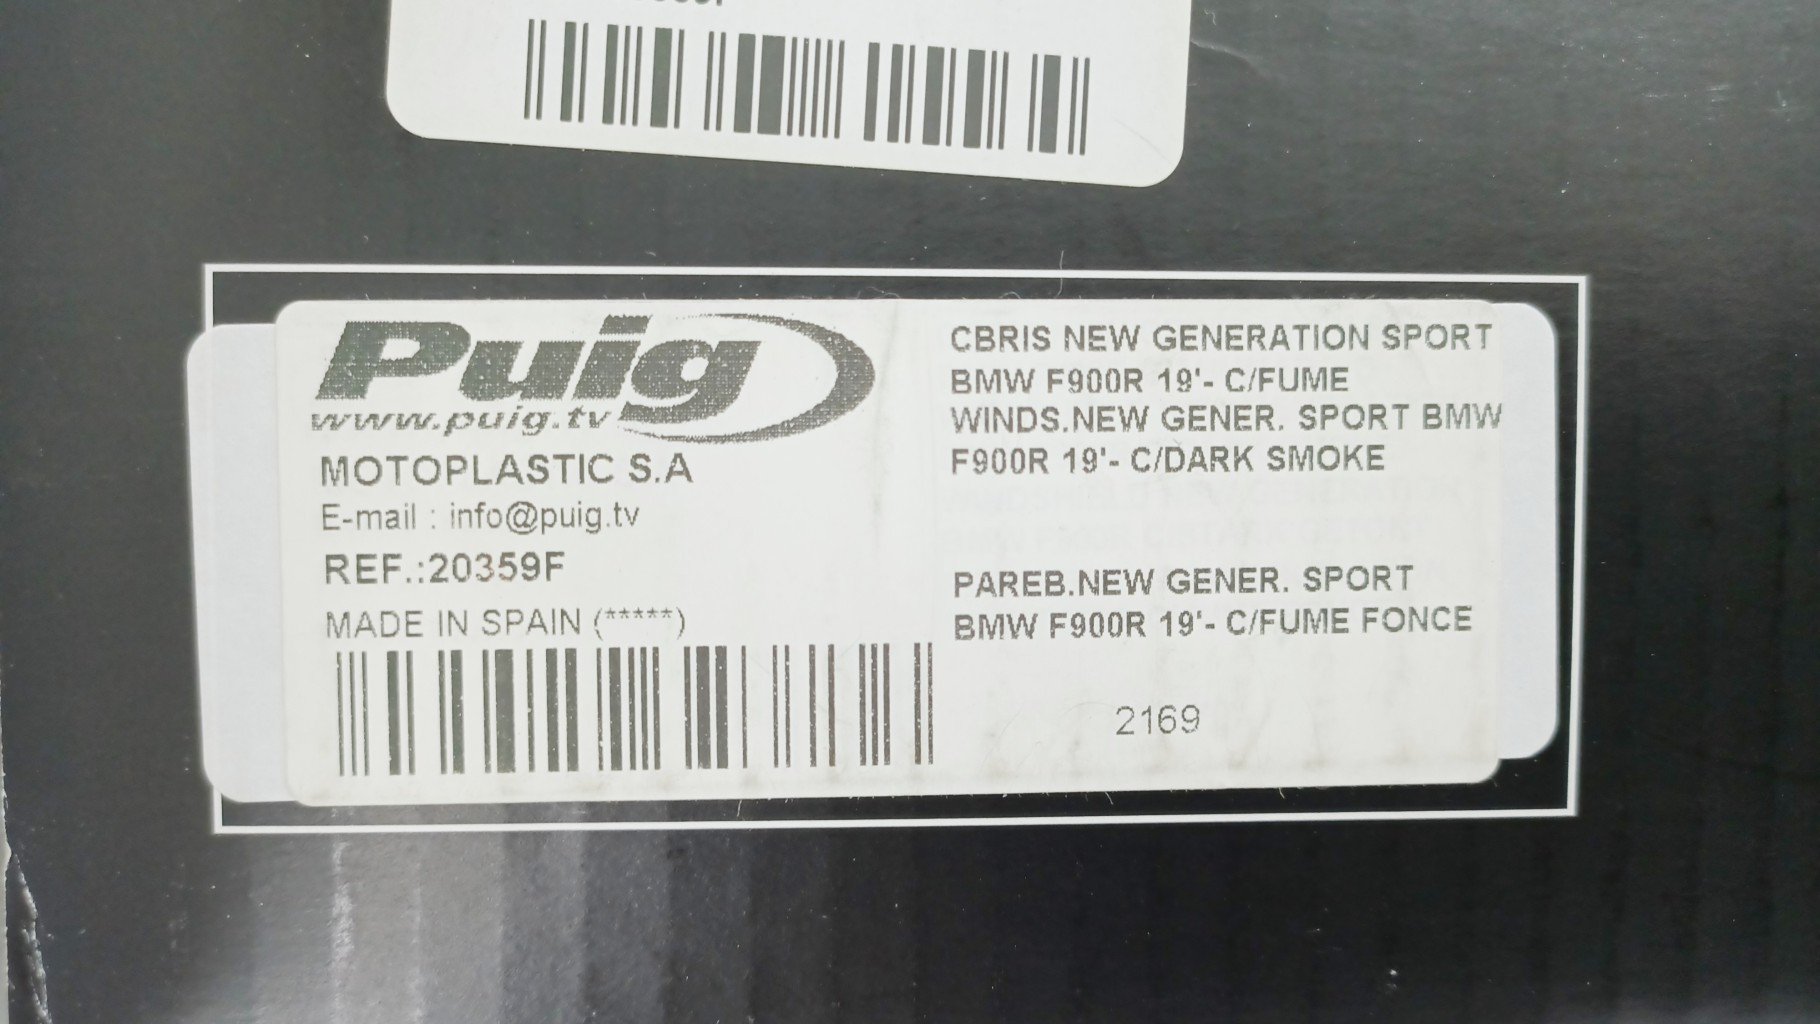 Puig
www.puig.tv
MOTOPLASTIC S.A
E-mail : info@puig.tv
REF.:20359F
MADE IN SPAIN (*****)
CBRIS NEW GENERATION SPORT
BMW F900R 19'- C/FUME
WINDS.NEW GENER. SPORT BMW
F900R 19'- C/DARK SMOKE
PAREB.NEW GENER. SPORT
BMW F900R 19'- C/FUME FONCE
2169